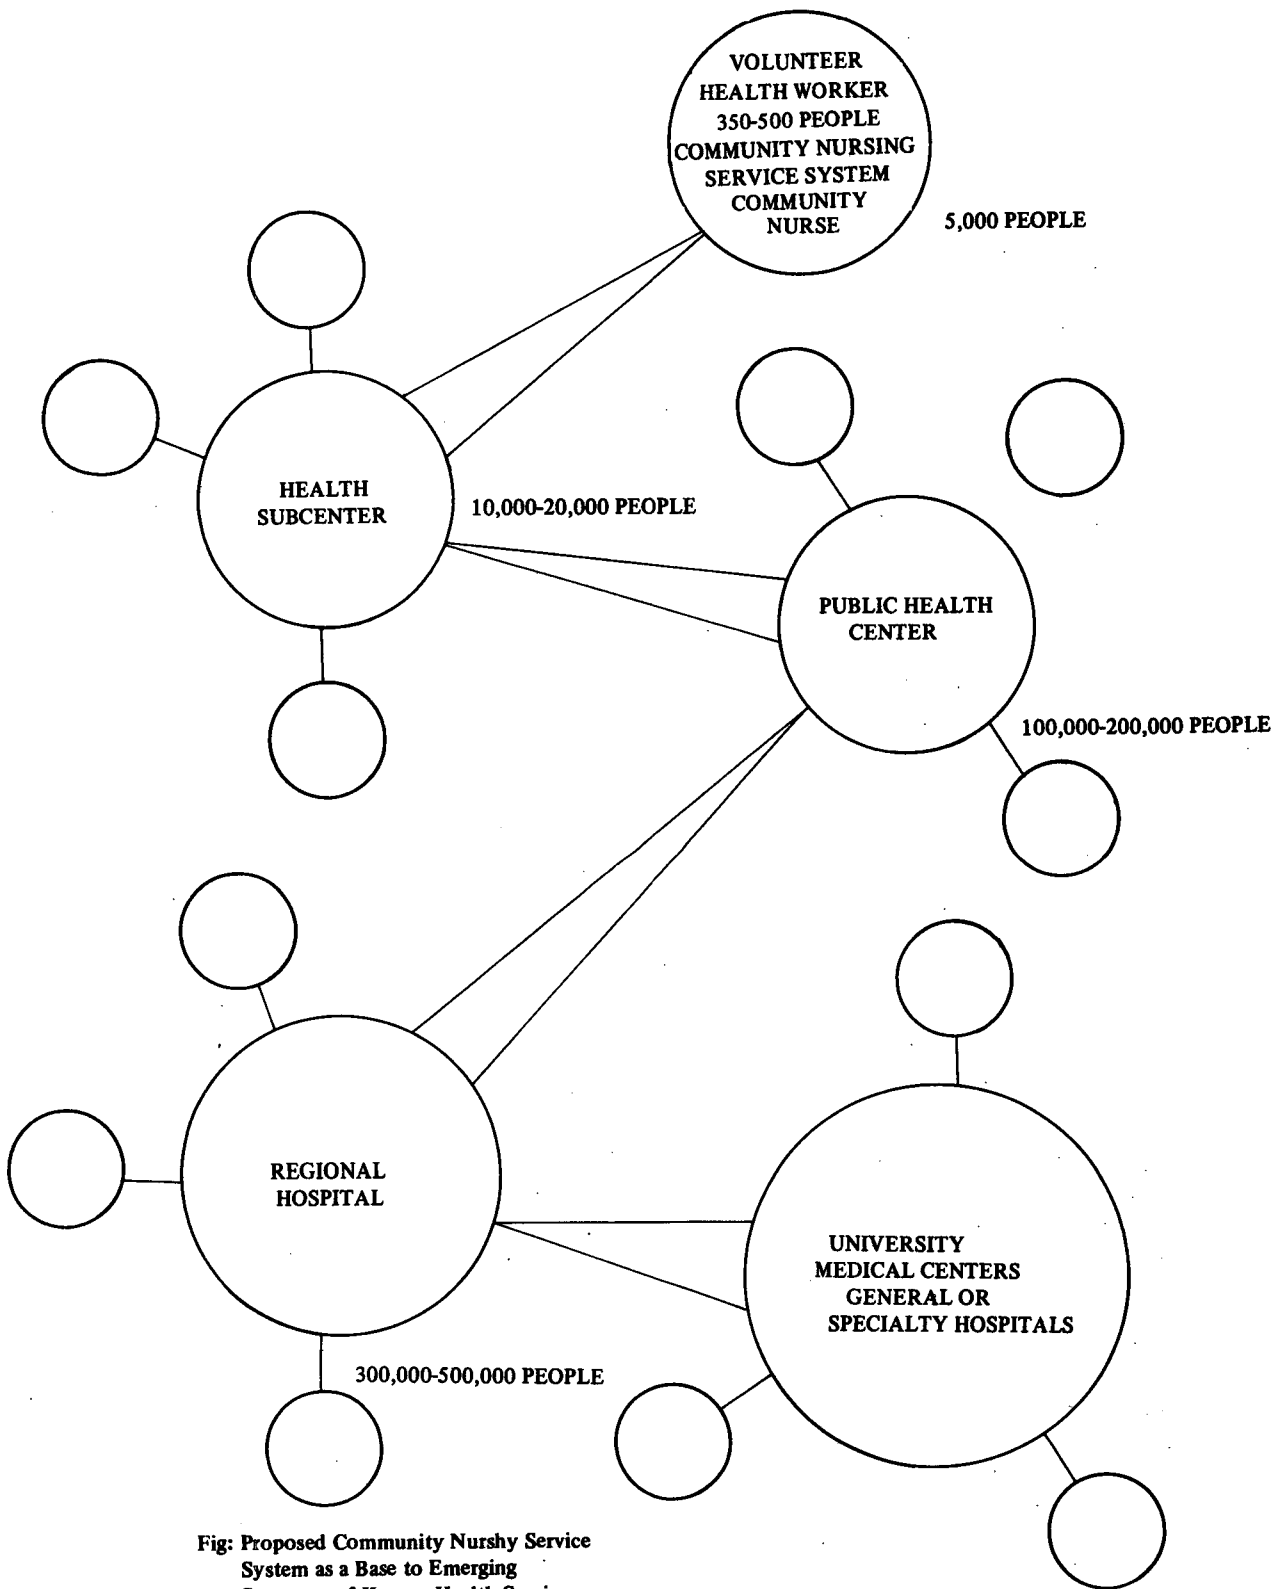 VOLUNTEER
HEALTH WORKER
350-500 PEOPLE
COMMUNITY NURSING
SERVICE SYSTEM
COMMUNITY
NURSE
5,000 PEOPLE
HEALTH
SUBCENTER
10,000-20,000 PEOPLE
PUBLIC HEALTH
CENTER
100,000-200,000 PEOPLE
REGIONAL
HOSPITAL
300,000-500,000 PEOPLE
UNIVERSITY
MEDICAL CENTERS
GENERAL OR
SPECIALTY HOSPITALS
Fig: Proposed Community Nurshy Service
System as a Base to Emerging